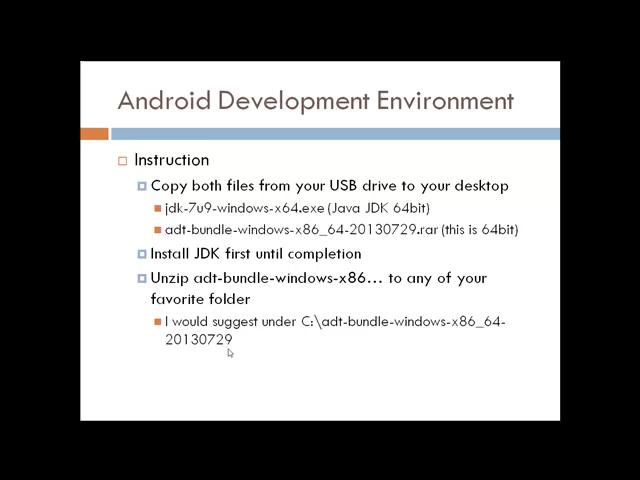 Android Development Environment
Instruction
Copy both files from your USB drive to your desktop
jdk-7u9-windows-x64.exe (Java JDK 64bit)
adt-bundle-windows-x86_64-20130729.rar (this is 64bit)
Install JDK first until completion
Unzip adt-bundle-windows-x86... to any of your
favorite folder
I would suggest under C:\adt-bundle-windows-x86_64-
20130729